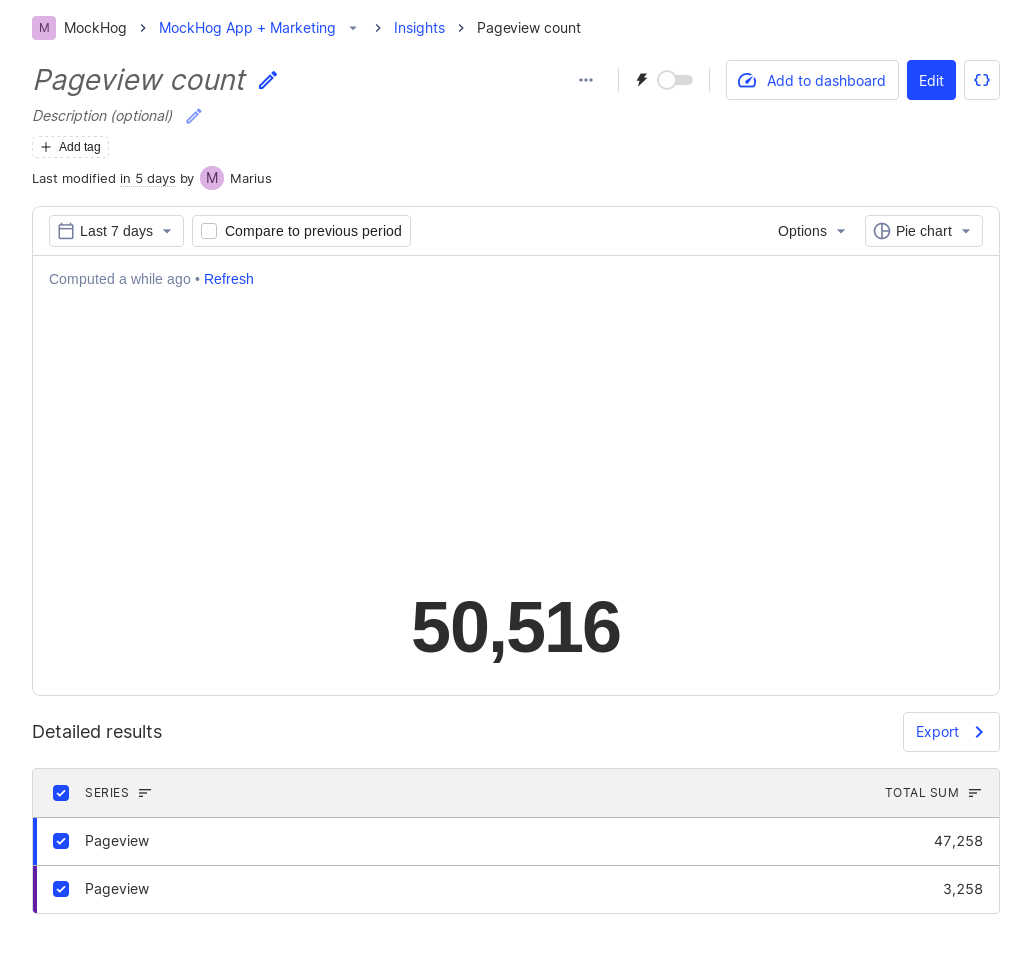 M MockHog MockHog App + Marketing Insights Pageview count
Pageview count
Add to dashboard Edit {}
Description (optional)
Add tag
Last modified in 5 days by M Marius
Last 7 days Compare to previous period Options Pie chart
Computed a while ago • Refresh
50,516
Detailed results Export
SERIES TOTAL SUM
Pageview 47,258
Pageview 3,258